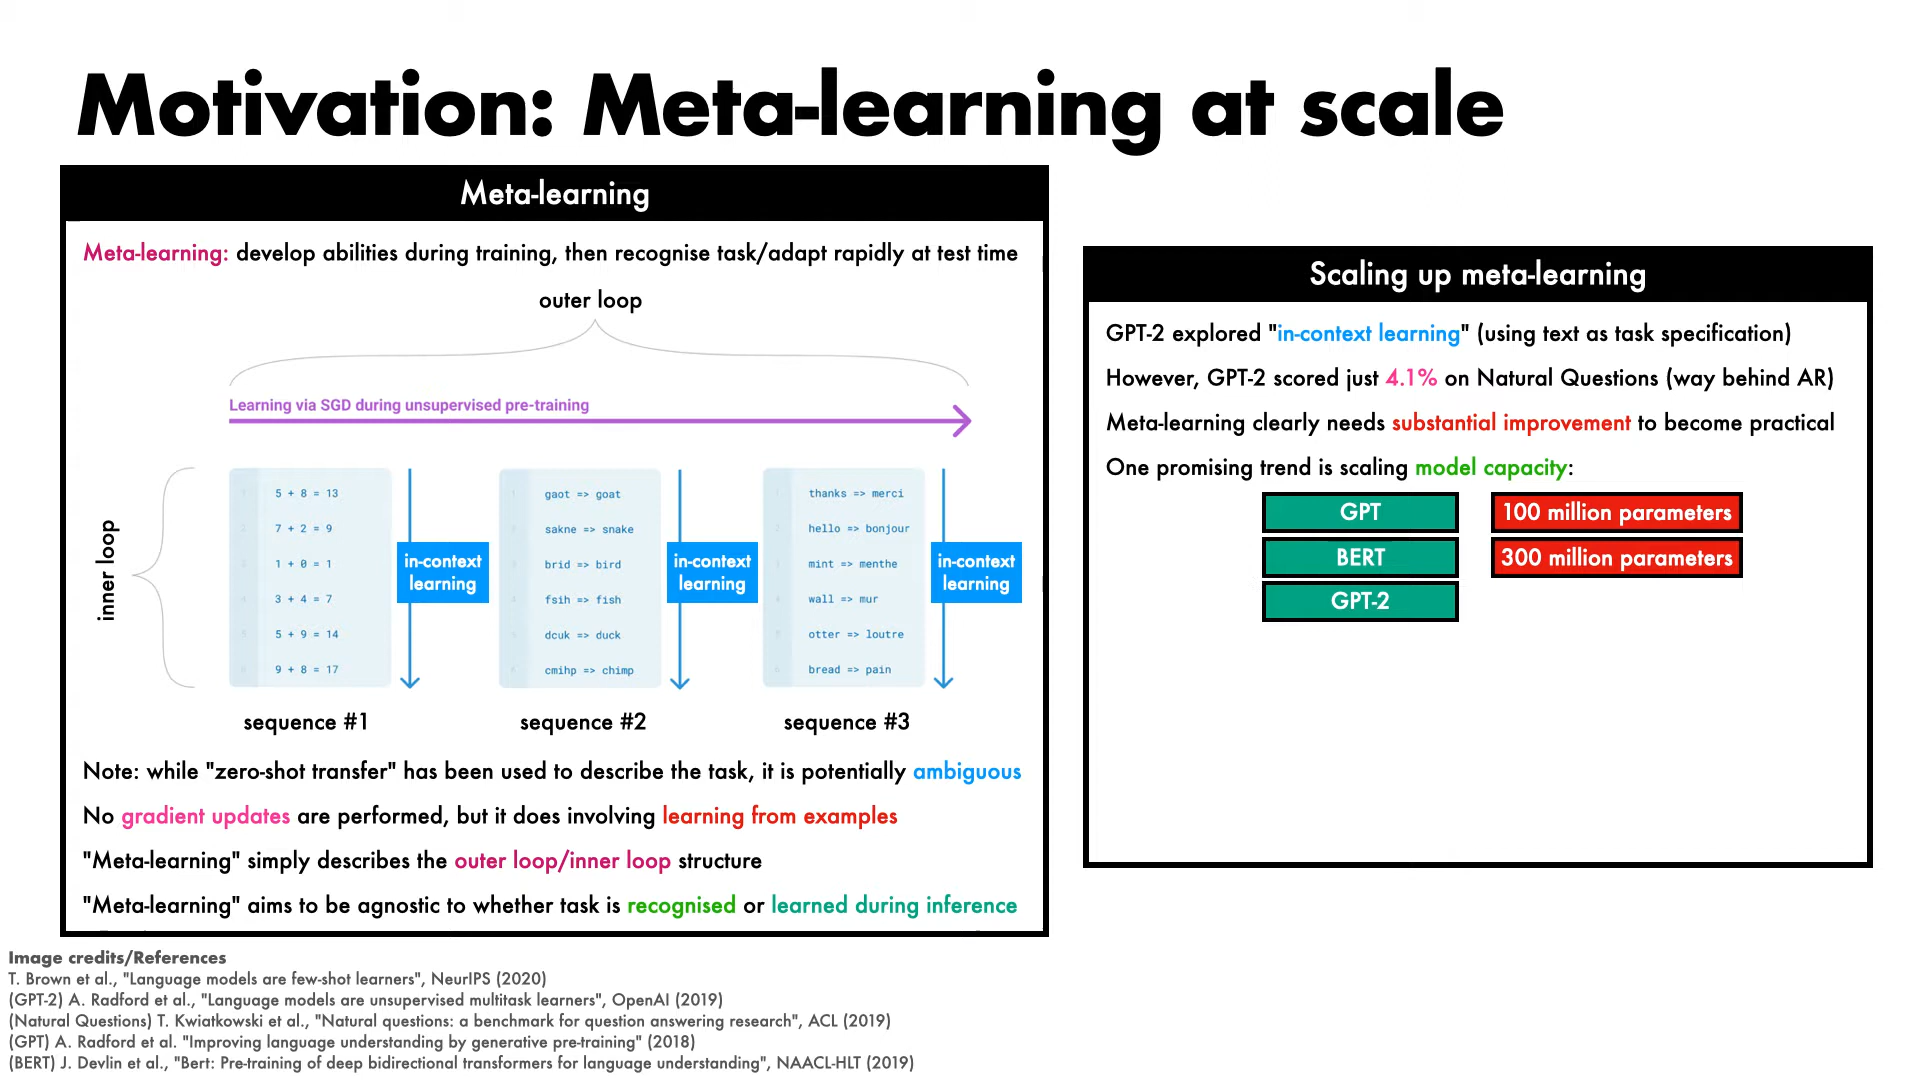 Motivation: Meta-learning at scale
Meta-learning
Meta-learning: develop abilities during training, then recognise task/adapt rapidly at test time
outer loop
Learning via SGD during unsupervised pre-training
inner loop
5 + 8 = 13
7 + 2 = 9
1 + 0 = 1
3 + 4 = 7
5 + 9 = 14
9 + 8 = 17
in-context
learning
sequence #1
gaot => goat
sakne => snake
brid => bird
fsih => fish
dcuk => duck
cmihp => chimp
in-context
learning
sequence #2
thanks => merci
hello => bonjour
mint => menthe
wall => mur
otter => loutre
bread => pain
in-context
learning
sequence #3
Note: while "zero-shot transfer" has been used to describe the task, it is potentially ambiguous
No gradient updates are performed, but it does involving learning from examples
"Meta-learning" simply describes the outer loop/inner loop structure
"Meta-learning" aims to be agnostic to whether task is recognised or learned during inference
Scaling up meta-learning
GPT-2 explored "in-context learning" (using text as task specification)
However, GPT-2 scored just 4.1% on Natural Questions (way behind AR)
Meta-learning clearly needs substantial improvement to become practical
One promising trend is scaling model capacity:
GPT 100 million parameters
BERT 300 million parameters
GPT-2
Image credits/References
T. Brown et al., "Language models are few-shot learners", NeurIPS (2020)
(GPT-2) A. Radford et al., "Language models are unsupervised multitask learners", OpenAI (2019)
(Natural Questions) T. Kwiatkowski et al., "Natural questions: a benchmark for question answering research", ACL (2019)
(GPT) A. Radford et al. "Improving language understanding by generative pre-training" (2018)
(BERT) J. Devlin et al., "Bert: Pre-training of deep bidirectional transformers for language understanding", NAACL-HLT (2019)